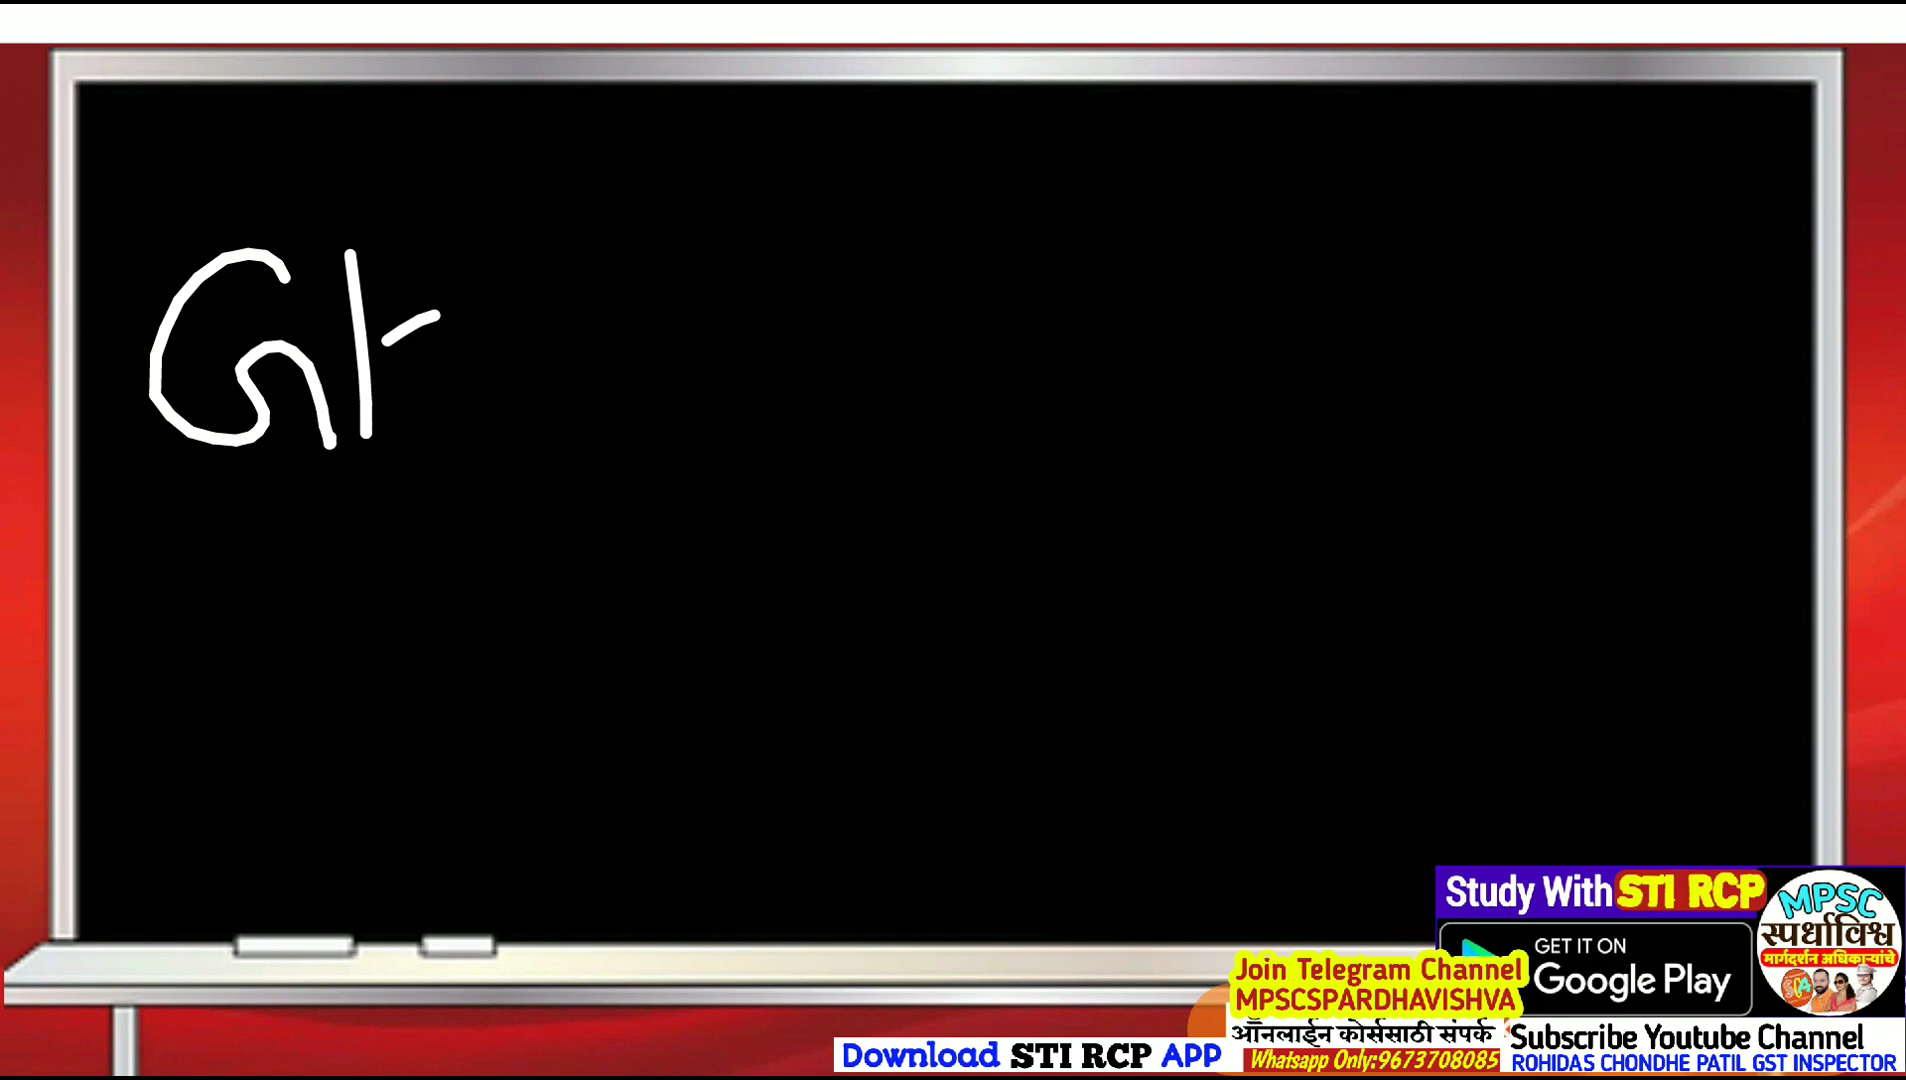 G
Study With STI RCP
GET IT ON
Google Play
MPSC
स्पर्धाविश्व
मार्गदर्शन अधिकाऱ्यांचे
Join Telegram Channel
MPSCSPARDHAVISHVA
ऑनलाईन कोर्ससाठी संपर्क
Whatsapp Only:9673708085
Download STI RCP APP
Subscribe Youtube Channel
ROHIDAS CHONDHE PATIL GST INSPECTOR